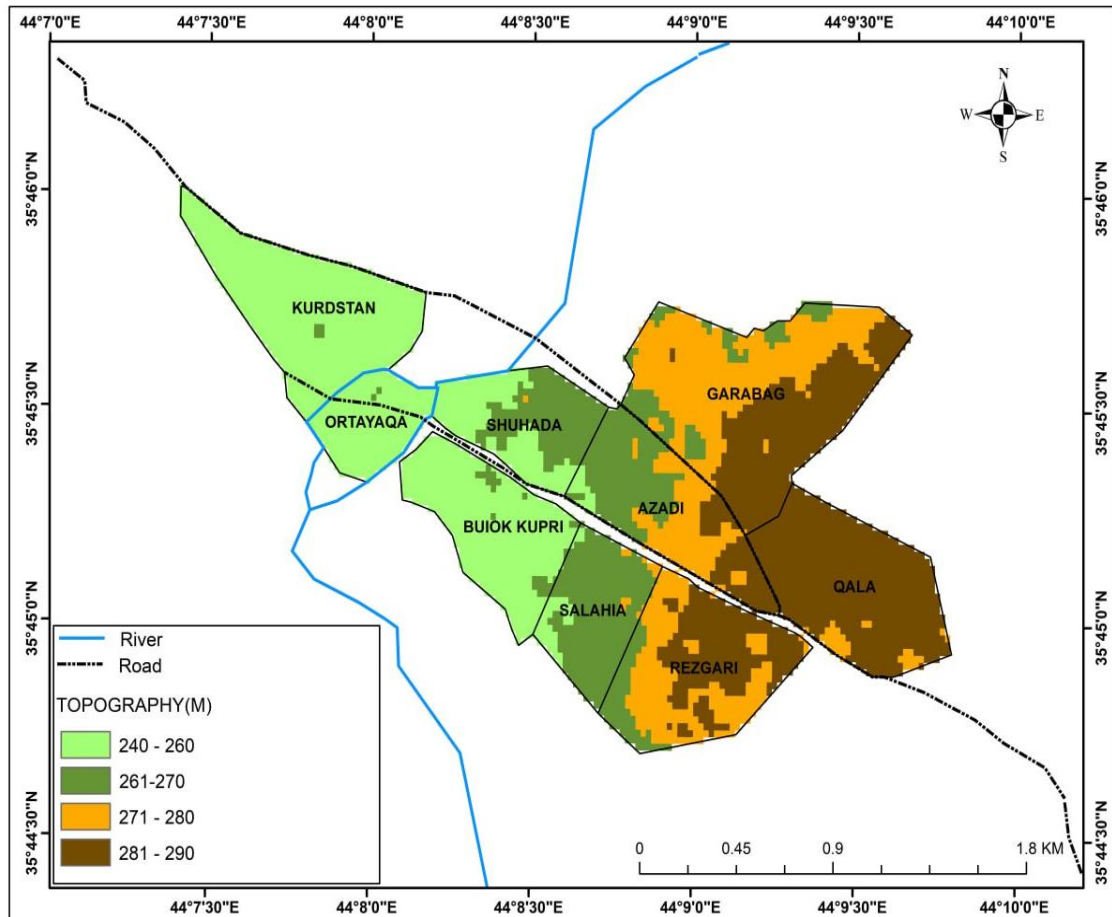 44°7'0"E 44°7'30"E 44°8'0"E 44°8'30"E 44°9'0"E 44°9'30"E 44°10'0"E
N
W E
S
35°46'0"N 35°46'0"N
KURDSTAN
GARABAG
35°45'30"N 35°45'30"N
ORTAYAQA
SHUHADA
AZADI
BUIOK KUPRI
QALA
SALAHIA
35°45'0"N 35°45'0"N
REZGARI
River
Road
TOPOGRAPHY(M)
240 - 260
261-270
271 - 280
281 - 290
35°44'30"N 35°44'30"N
0 0.45 0.9 1.8 KM
44°7'30"E 44°8'0"E 44°8'30"E 44°9'0"E 44°9'30"E 44°10'0"E